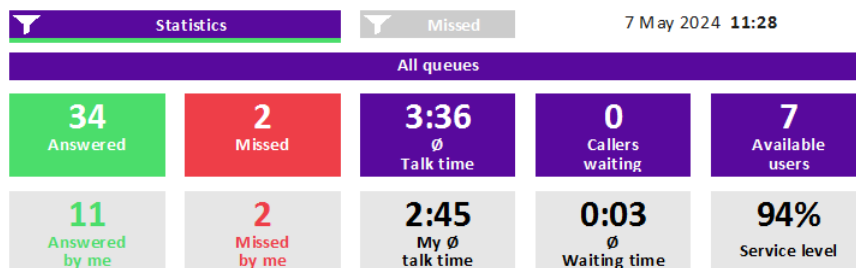 Statistics
Missed
7 May 2024 11:28
All queues
34
Answered
2
Missed
3:36
Ø
Talk time
0
Callers
waiting
7
Available
users
11
Answered
by me
2
Missed
by me
2:45
My Ø
talk time
0:03
Ø
Waiting time
94%
Service level